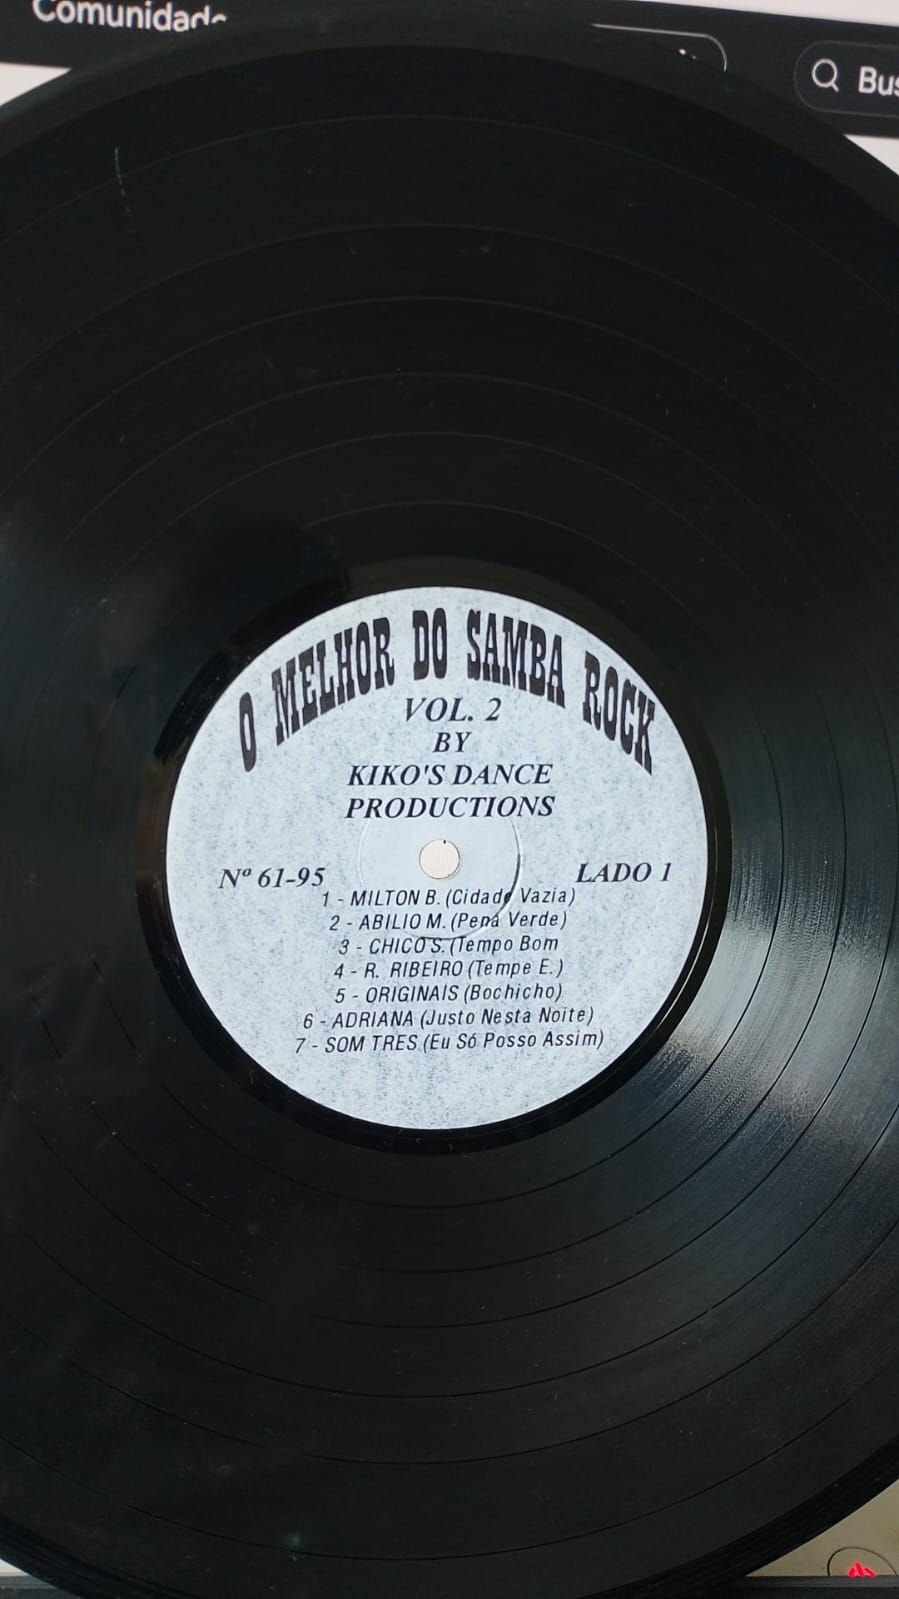 Comunidade
Bus
O MELHOR DO SAMBA ROCK
VOL. 2
BY
KIKO'S DANCE
PRODUCTIONS
Nº 61-95
LADO 1
1 - MILTON B. (Cidade Vazia)
2 - ABILIO M. (Pena Verde)
3 - CHICO S. (Tempo Bom
4 - R. RIBEIRO (Tempe E.)
5 - ORIGINAIS (Bochicho)
6 - ADRIANA (Justo Nesta Noite)
7 - SOM TRES (Eu Só Posso Assim)